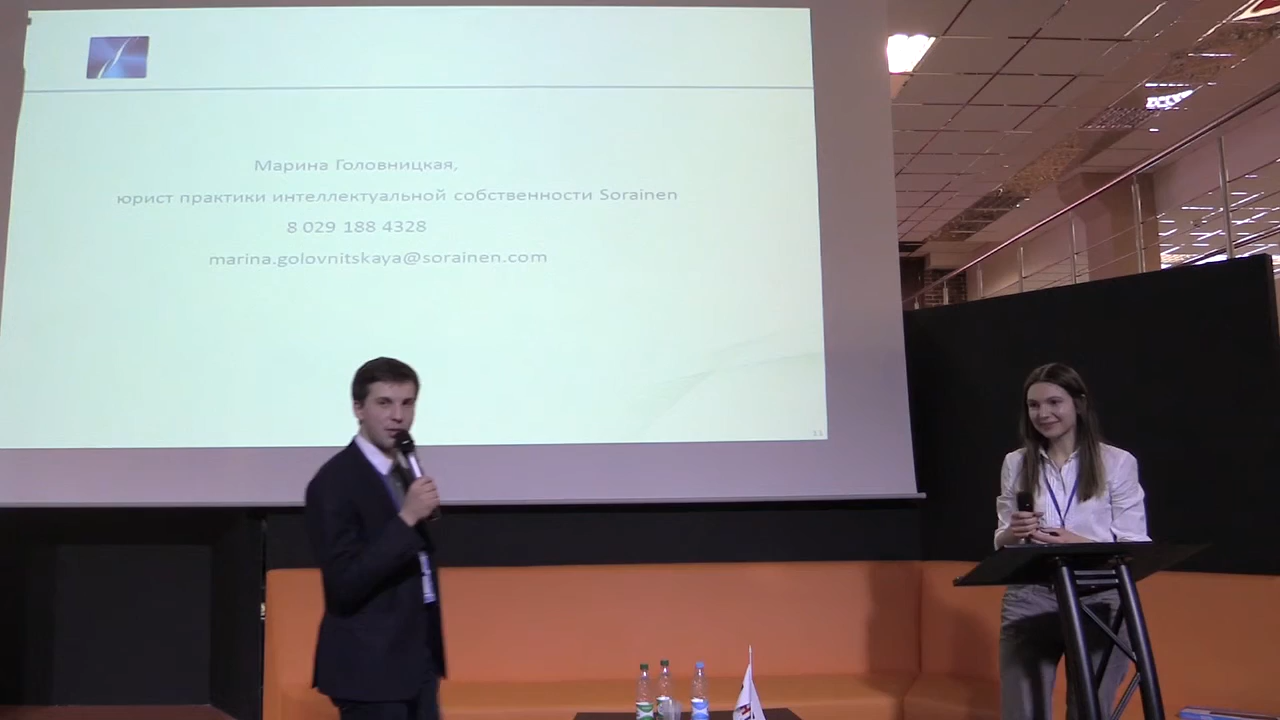 Марина Головницкая,
юрист практики интеллектуальной собственности Sorainen
8 029 188 4328
marina.golovnitskaya@sorainen.com